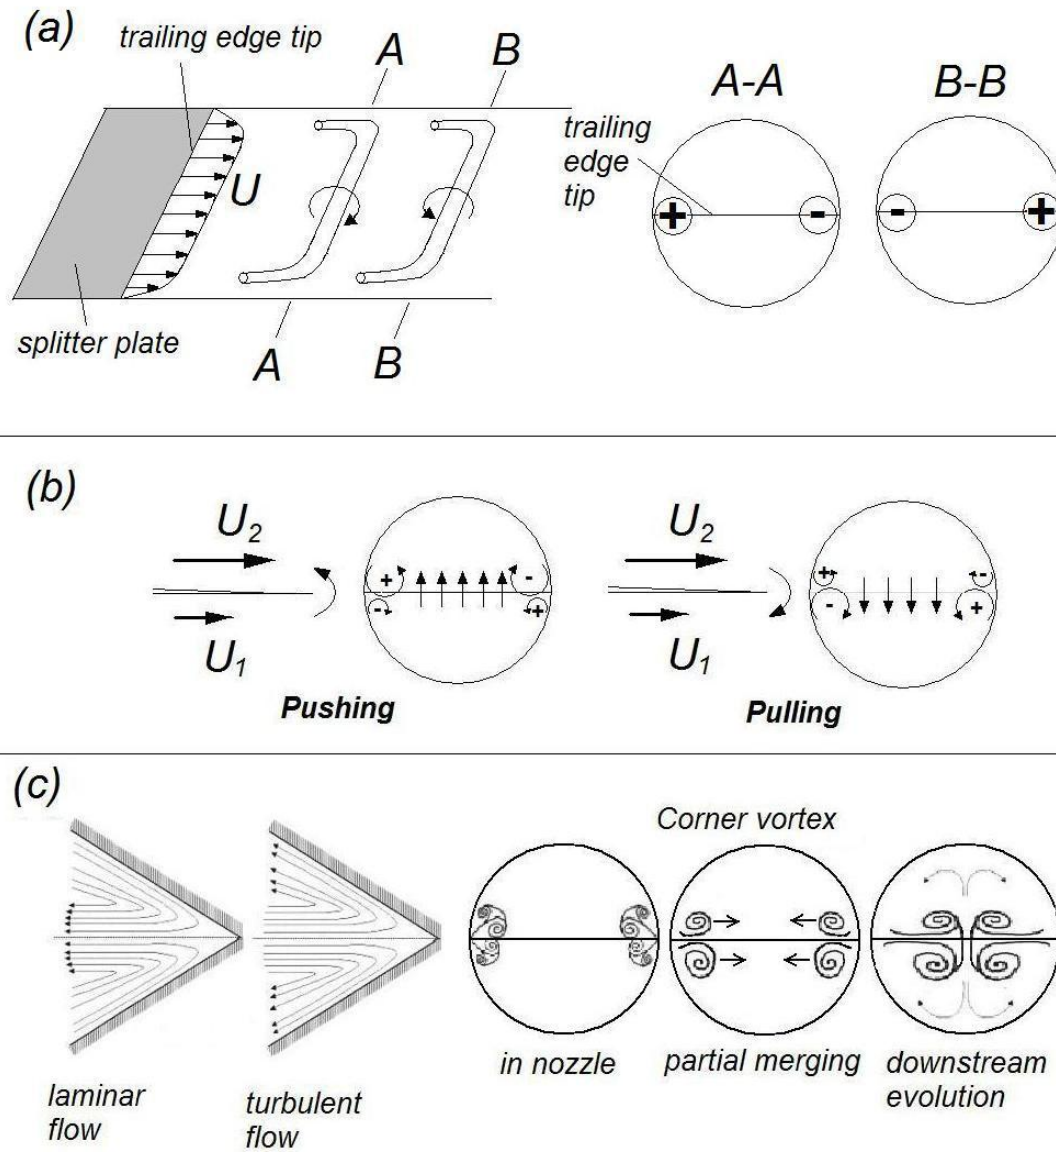 (a)
trailing edge tip
A
B
U
splitter plate
A
B
A-A
B-B
trailing
edge
tip
+
-
-
+
(b)
U2
U1
+
-
-
+
Pushing
U2
U1
+
-
-
+
Pulling
(c)
Corner vortex
laminar
flow
turbulent
flow
in nozzle
partial merging
downstream
evolution